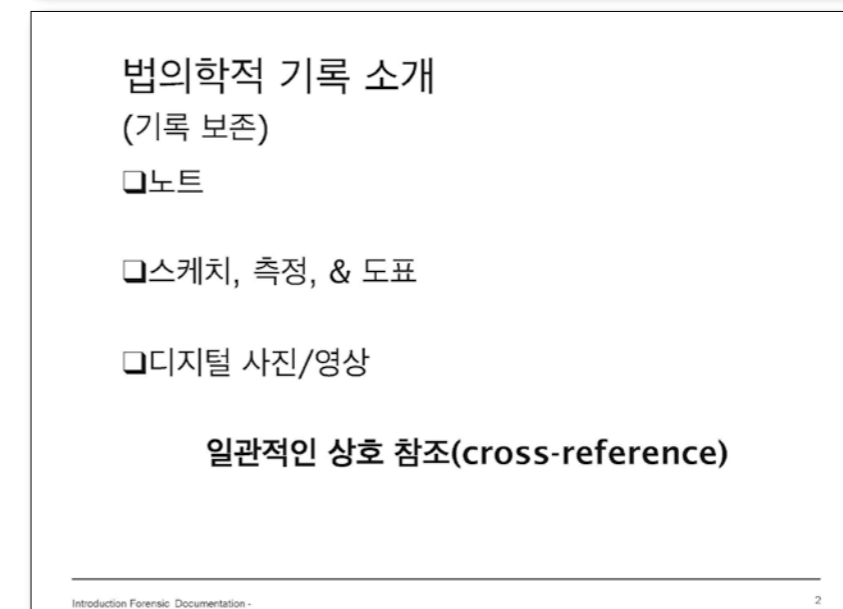 법의학적 기록 소개
(기록 보존)
❑노트
❑스케치, 측정, & 도표
❑디지털 사진/영상
일관적인 상호 참조(cross-reference)
Introduction Forensic Documentation -
2